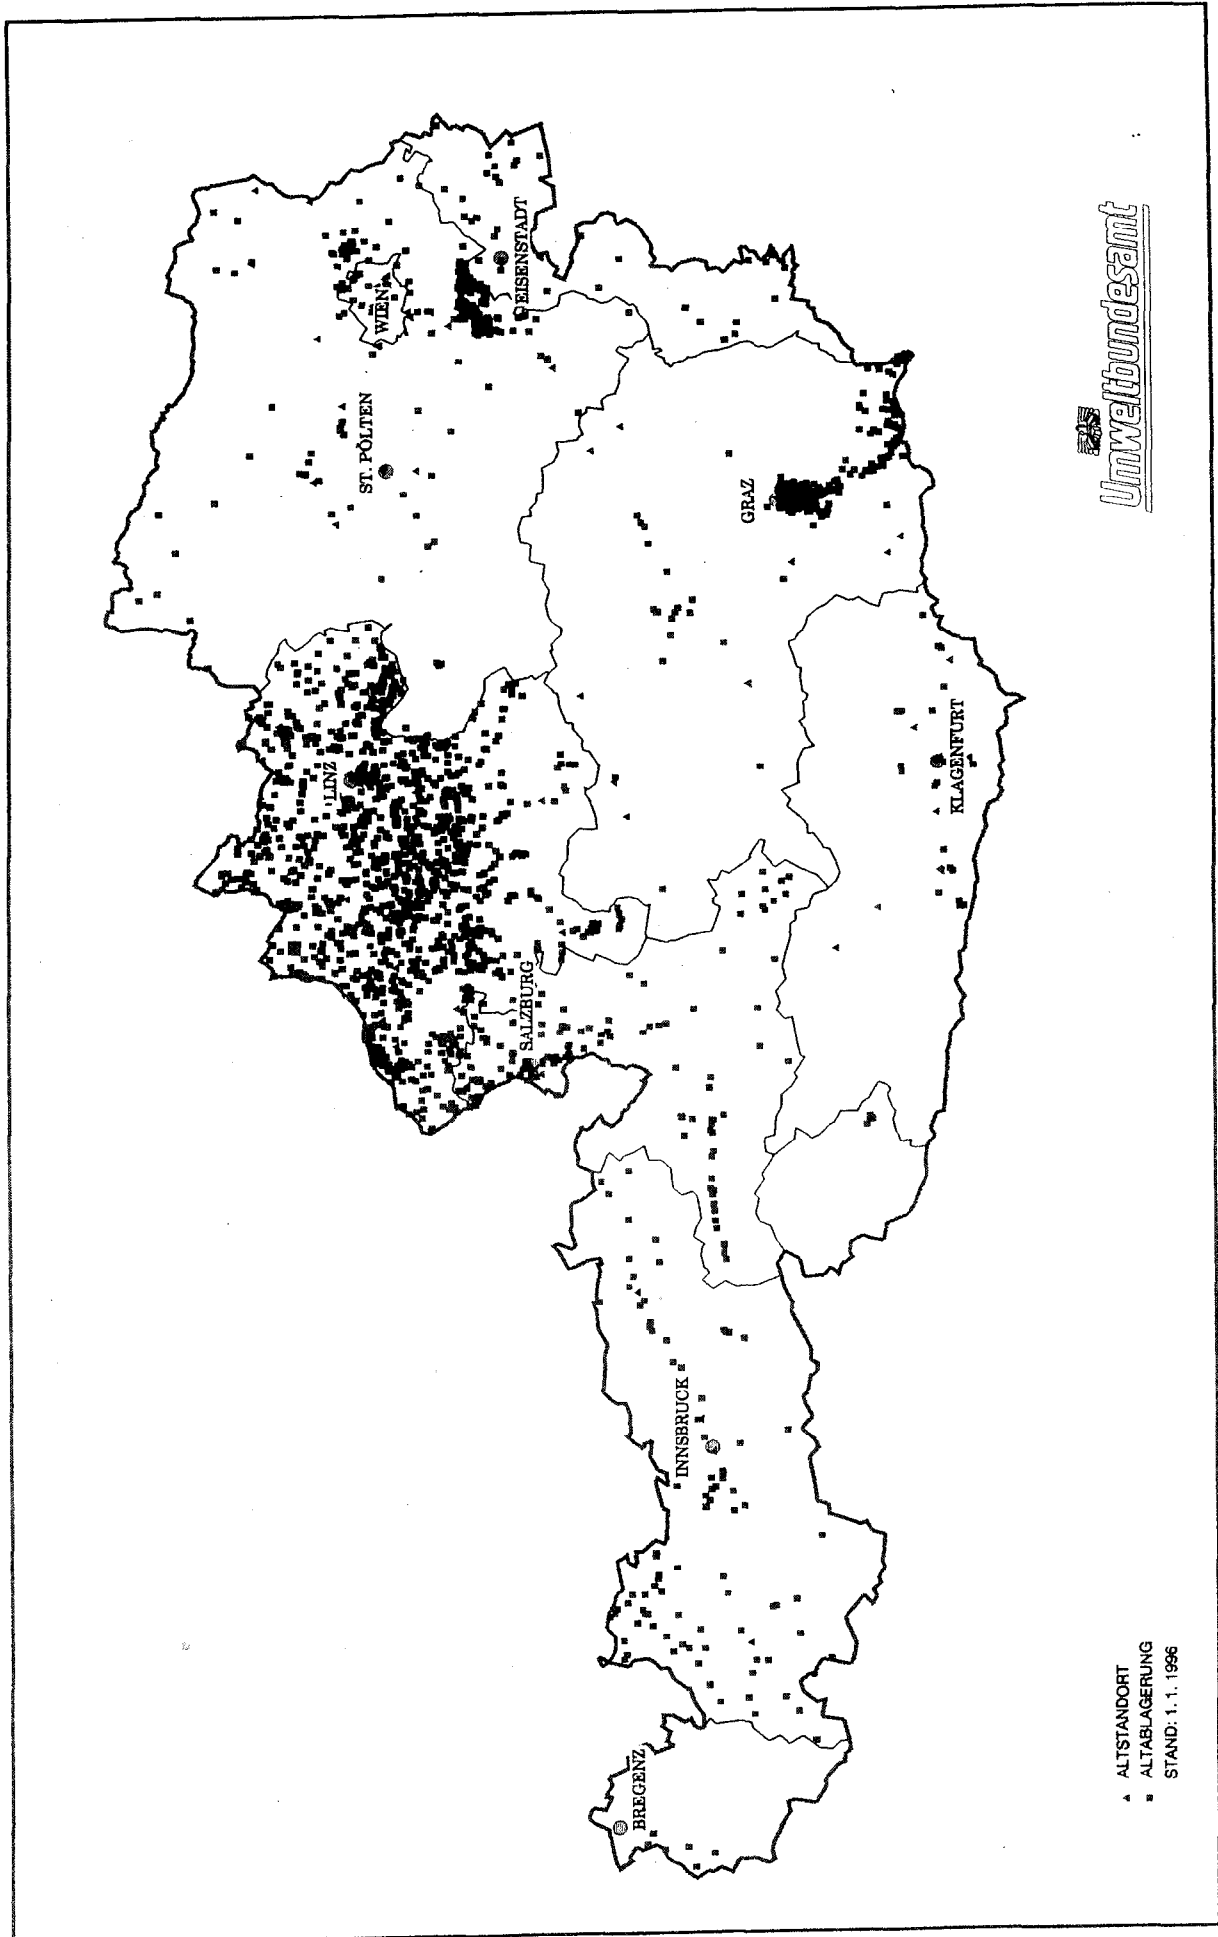 BREGENZ
INNSBRUCK
SALZBURG
LINZ
ST. PÖLTEN
WIEN
EISENSTADT
GRAZ
KLAGENFURT
ALTSTANDORT
ALTABLAGERUNG
STAND: 1. 1. 1996
Umweltbundesamt